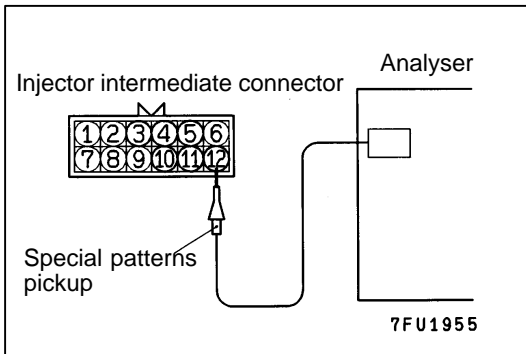 Analyser
Injector intermediate connector
1 2 3 4 5 6
7 8 9 10 11 12
Special patterns
pickup
7FU1955